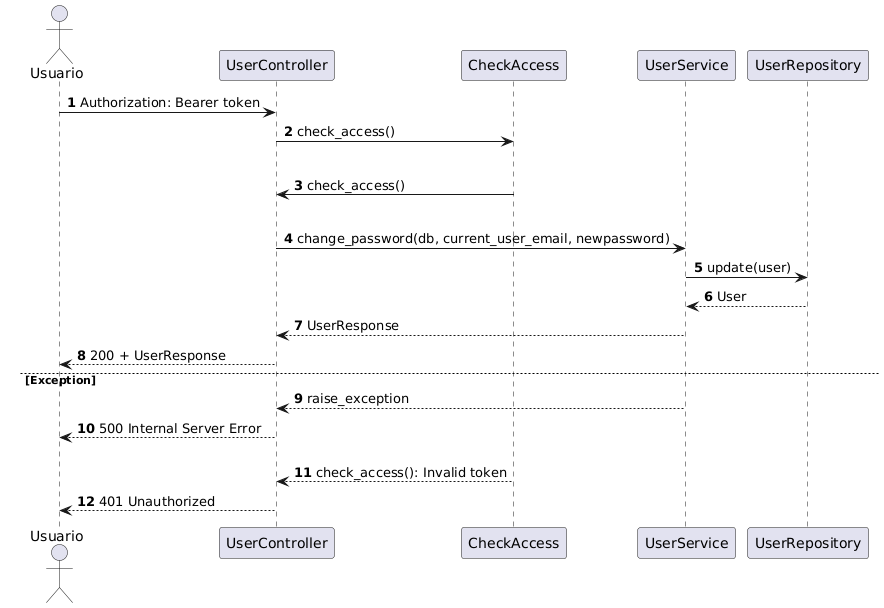 Usuario
UserController
CheckAccess
UserService
UserRepository
1 Authorization: Bearer token
2 check_access()
3 check_access()
4 change_password(db, current_user_email, newpassword)
5 update(user)
6 User
7 UserResponse
8 200 + UserResponse
[Exception]
9 raise_exception
10 500 Internal Server Error
11 check_access(): Invalid token
12 401 Unauthorized
Usuario
UserController
CheckAccess
UserService
UserRepository